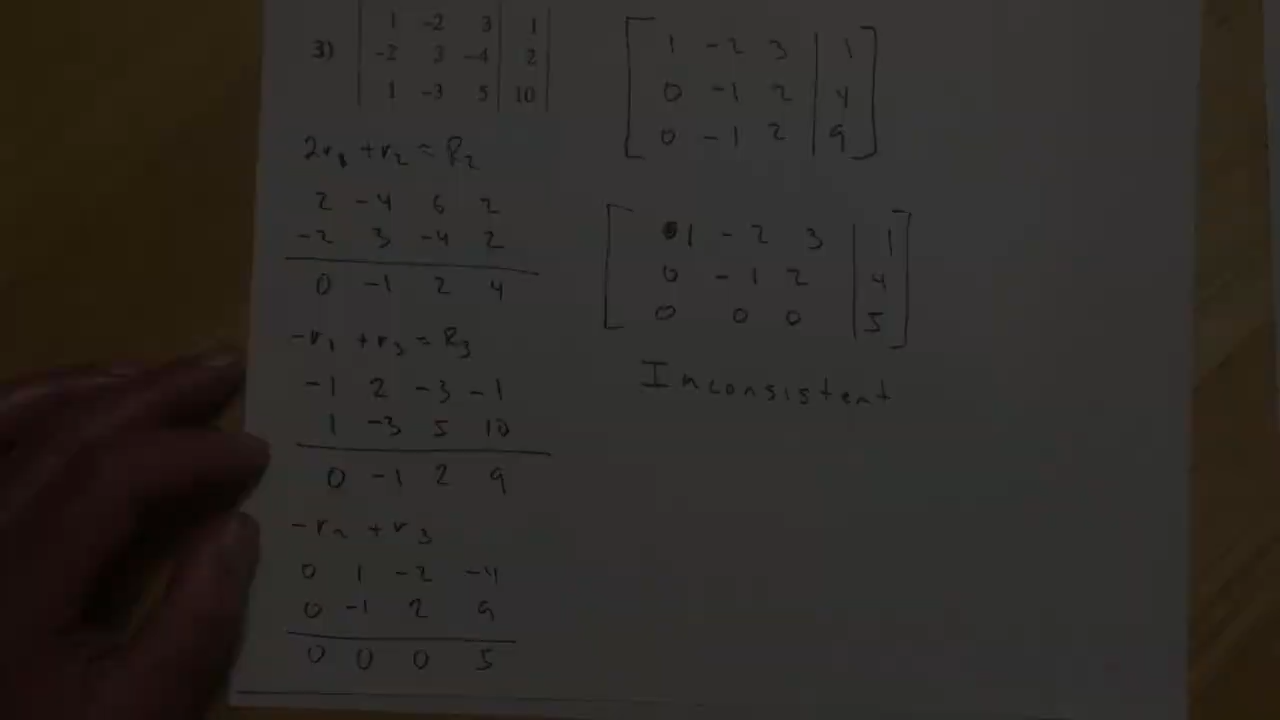 3) 1 -2 3 1
-2 3 -4 2
1 -3 5 10
2r₁ + r₂ = R₂
2 -4 6 2
-2 3 -4 2
0 -1 2 4
-r₁ + r₃ = R₃
-1 2 -3 -1
1 -3 5 10
0 -1 2 9
-r₂ + r₃
0 1 -2 -4
0 -1 2 9
0 0 0 5
1 -2 3 1
0 -1 2 4
0 -1 2 9
1 -2 3 1
0 -1 2 4
0 0 0 5
Inconsistent